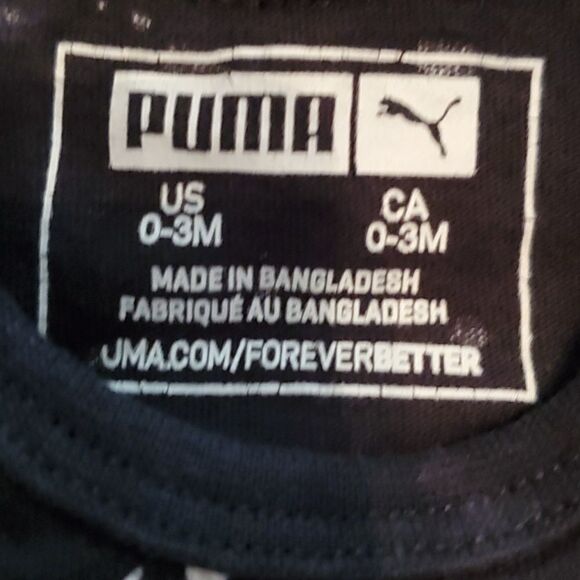 PUMA
US CA
0-3M 0-3M
MADE IN BANGLADESH
FABRIQUÉ AU BANGLADESH
UMA.COM/FOREVERBETTER